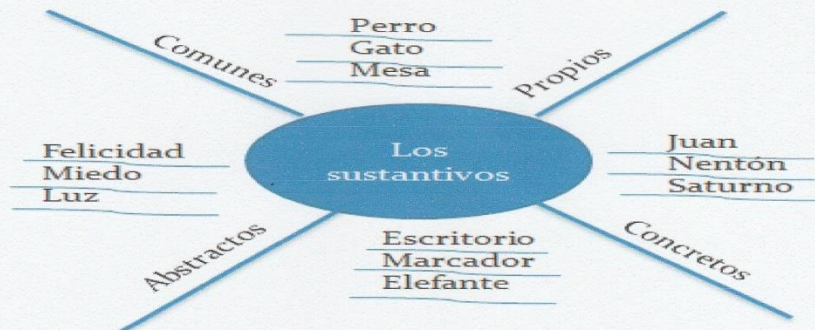 Comunes
Perro
Gato
Mesa
Propios
Felicidad
Miedo
Luz
Los
sustantivos
Juan
Nentón
Saturno
Abstractos
Escritorio
Marcador
Elefante
Concretos